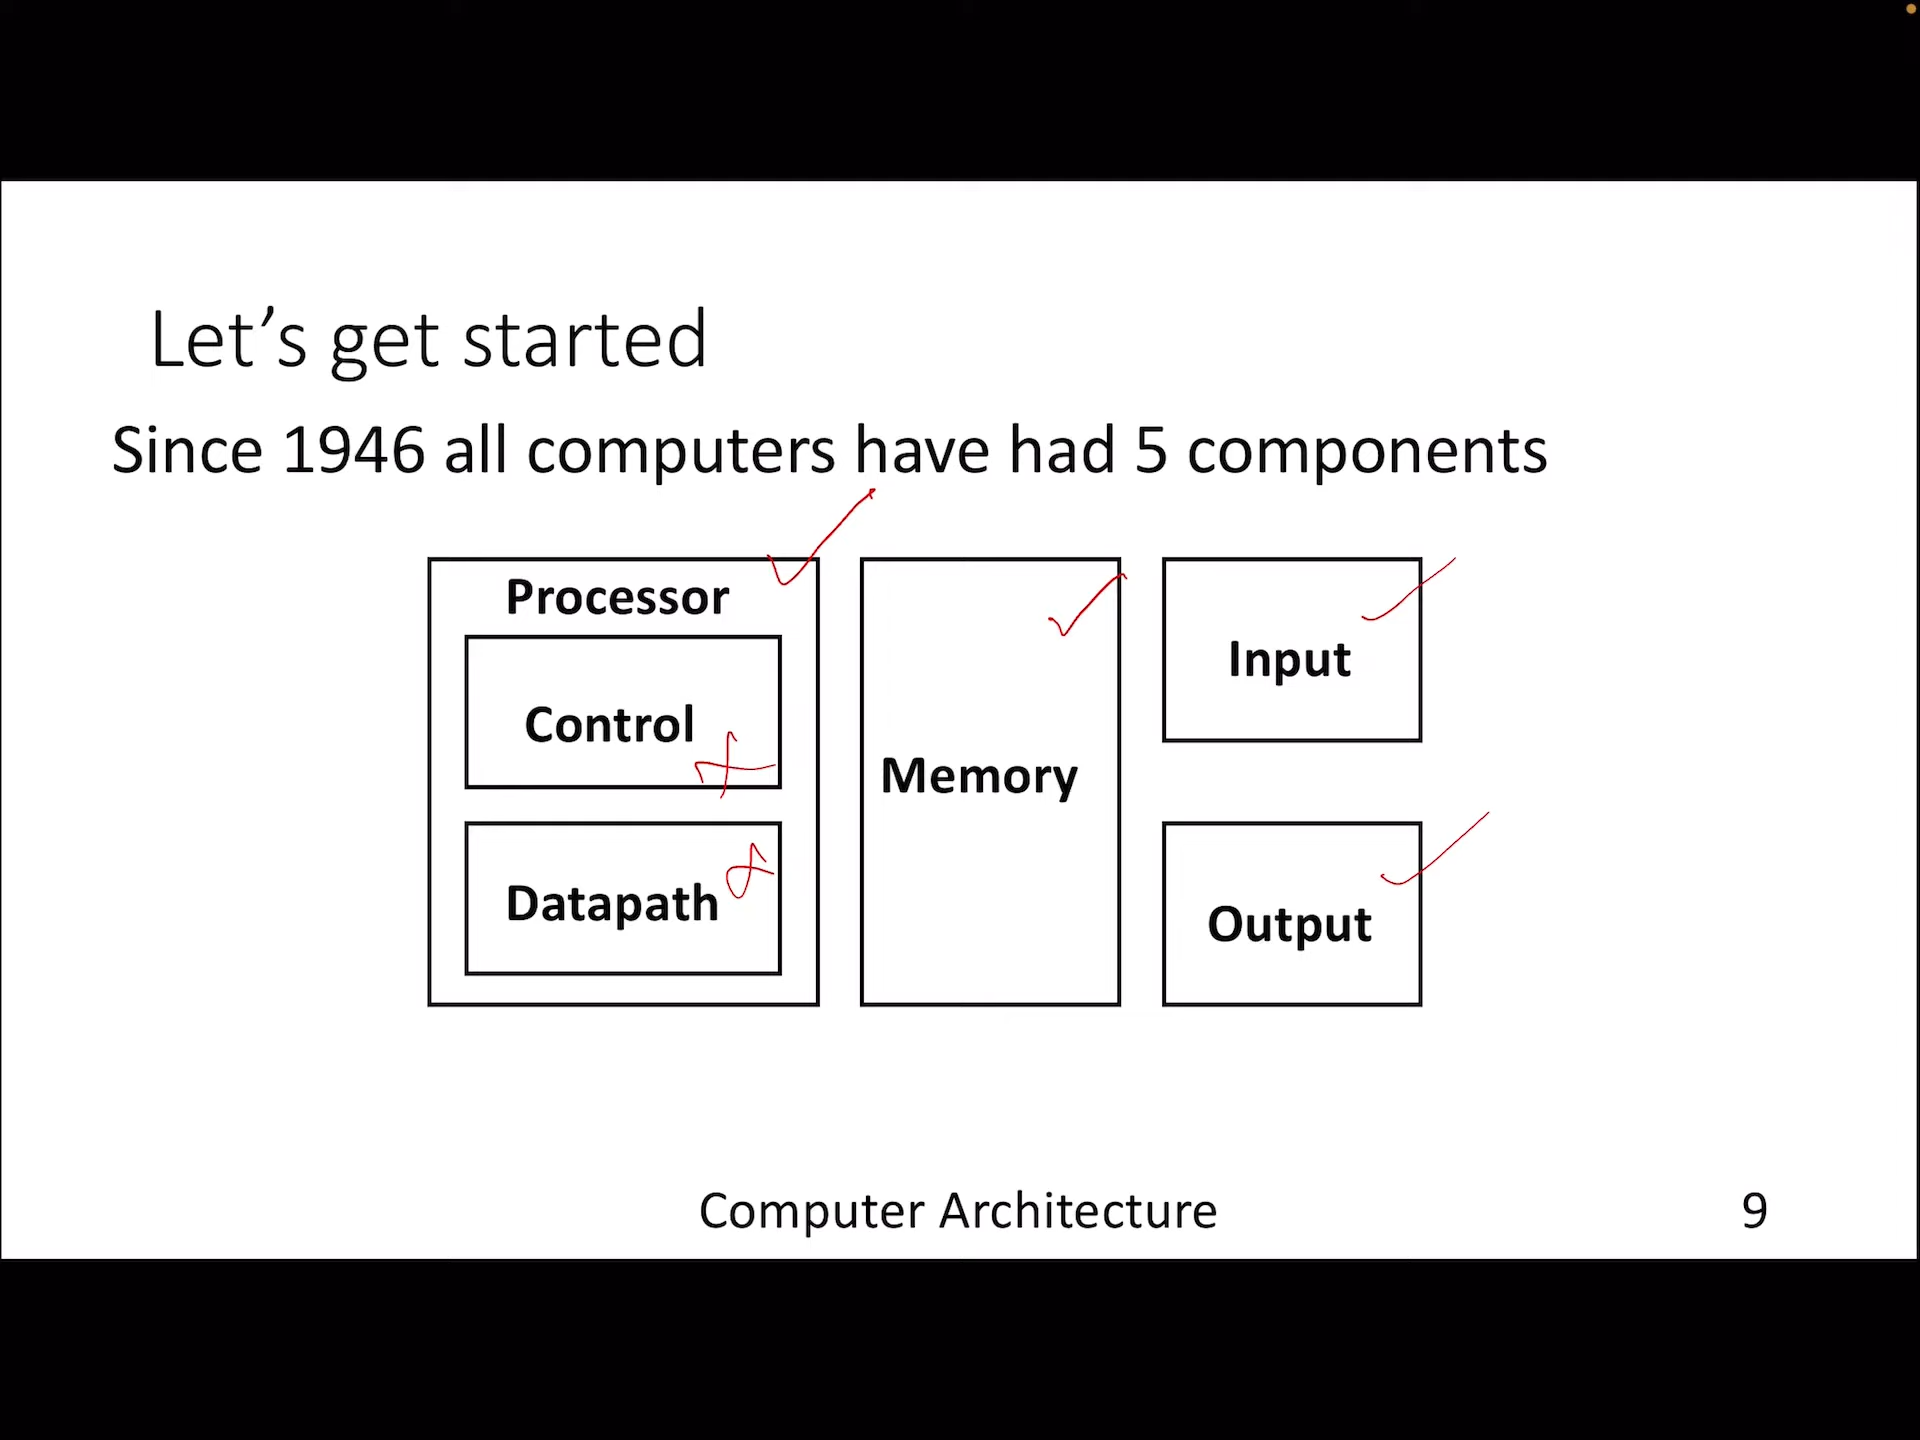 Let’s get started
Since 1946 all computers have had 5 components
Processor
Control
Datapath
Memory
Input
Output
Computer Architecture
9